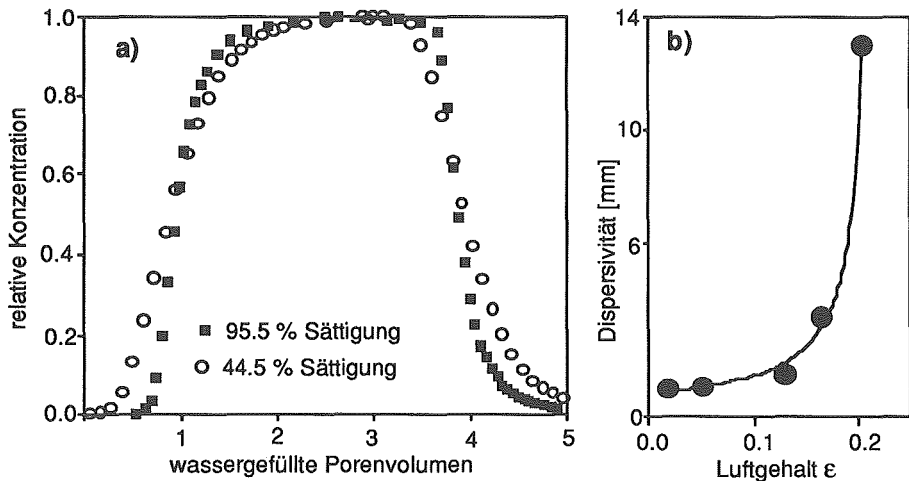 a)
relative Konzentration
1.0
0.8
0.6
0.4
0.2
0.0
95.5 % Sättigung
44.5 % Sättigung
1
2
3
4
5
wassergefüllte Porenvolumen
b)
Dispersivität [mm]
14
10
6
2
0
0.0
0.1
0.2
Luftgehalt ε